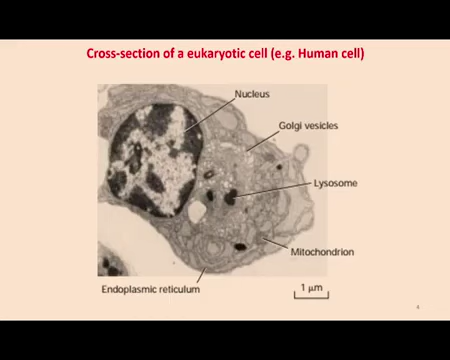 Cross-section of a eukaryotic cell (e.g. Human cell)
Nucleus
Golgi vesicles
Lysosome
Mitochondrion
Endoplasmic reticulum
1 μm